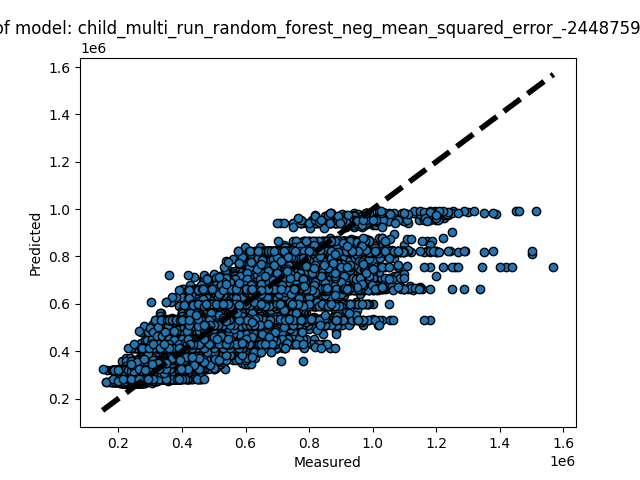 of model: child_multi_run_random_forest_neg_mean_squared_error_-2448759
1e6
1.6
1.4
1.2
1.0
0.8
0.6
0.4
0.2
Predicted
0.2 0.4 0.6 0.8 1.0 1.2 1.4 1.6
Measured
1e6